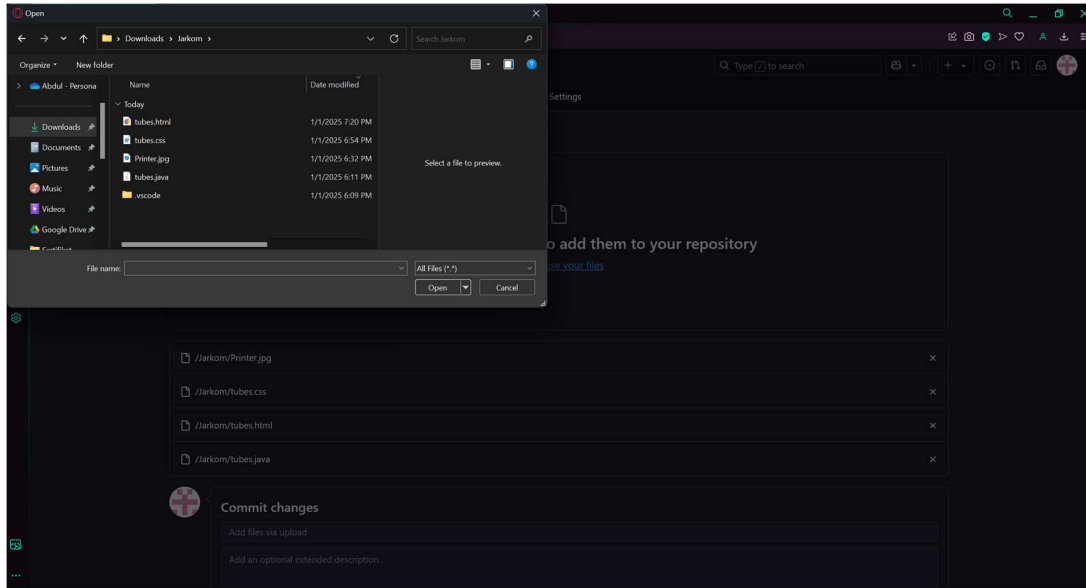 Open
Downloads > Jarkom >
Search Jarkom
Organize
New folder
Abdul - Persona
Downloads
Documents
Pictures
Music
Videos
Google Drive
Name
Date modified
Today
tubes.html 1/1/2025 7:20 PM
tubes.css 1/1/2025 6:54 PM
Printer.jpg 1/1/2025 6:32 PM
tubes.java 1/1/2025 6:11 PM
.vscode 1/1/2025 6:09 PM
Select a file to preview.
File name:
All Files (*.*)
Open
Cancel
Type / to search
Settings
o add them to your repository
se your files
/Jarkom/Printer.jpg
/Jarkom/tubes.css
/Jarkom/tubes.html
/Jarkom/tubes.java
Commit changes
Add files via upload
Add an optional extended description...